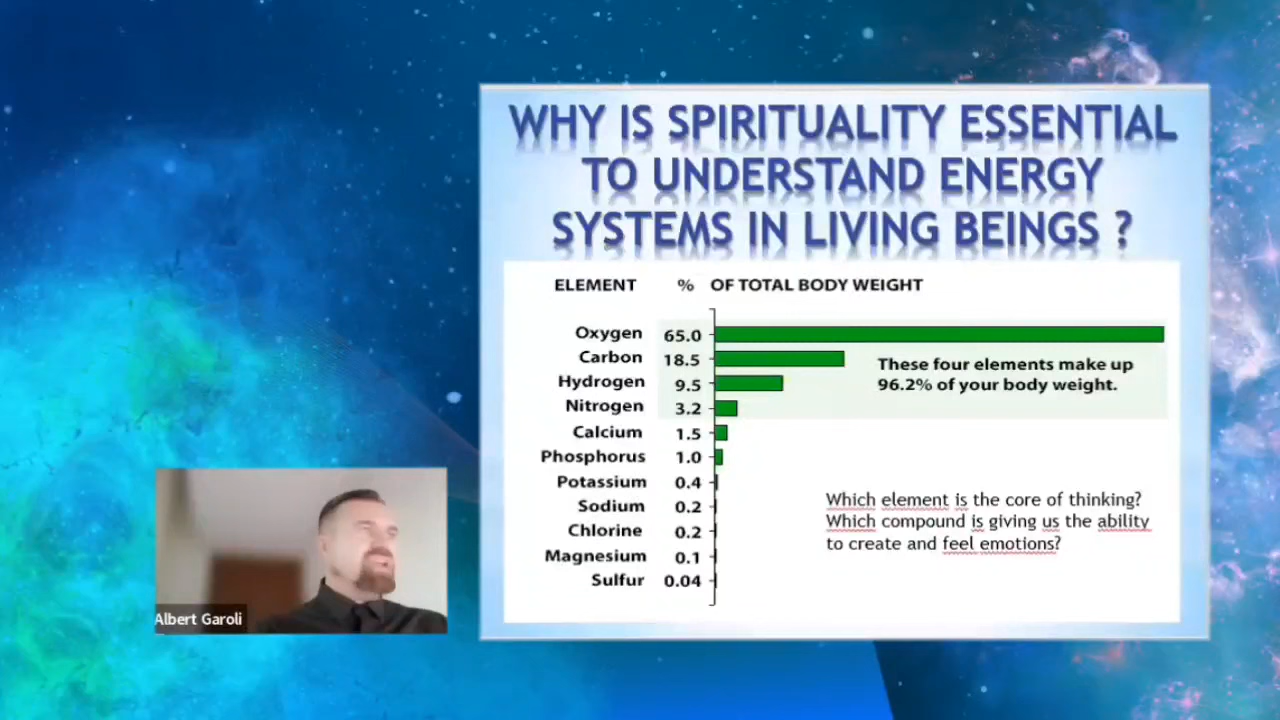 WHY IS SPIRITUALITY ESSENTIAL
TO UNDERSTAND ENERGY
SYSTEMS IN LIVING BEINGS ?
ELEMENT % OF TOTAL BODY WEIGHT
Oxygen 65.0
Carbon 18.5
Hydrogen 9.5
Nitrogen 3.2
These four elements make up
96.2% of your body weight.
Calcium 1.5
Phosphorus 1.0
Potassium 0.4
Sodium 0.2
Chlorine 0.2
Magnesium 0.1
Sulfur 0.04
Which element is the core of thinking?
Which compound is giving us the ability
to create and feel emotions?
Albert Garoli